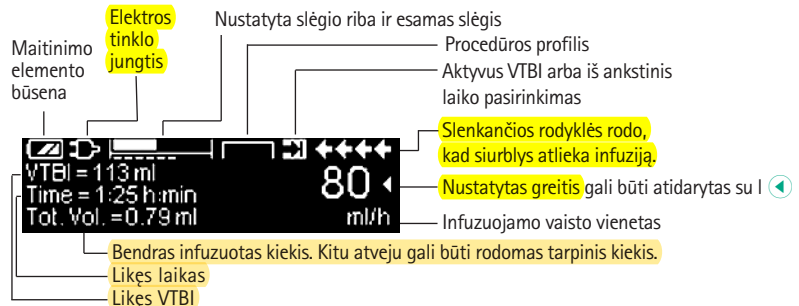 Elektros
tinklo
jungtis
Nustatyta slėgio riba ir esamas slėgis
Maitinimo
elemento
būsena
Procedūros profilis
Aktyvus VTBI arba iš ankstinis
laiko pasirinkimas
Slenkančios rodyklės rodo,
kad siurblys atlieka infuziją.
VTBI = 113 ml
Time = 1:25 h:min
Tot. Vol. = 0.79 ml
80
ml/h
Nustatytas greitis gali būti atidarytas su l
Infuzuojamo vaisto vienetas
Bendras infuzuotas kiekis. Kitu atveju gali būti rodomas tarpinis kiekis.
Likęs laikas
Likes VTBI